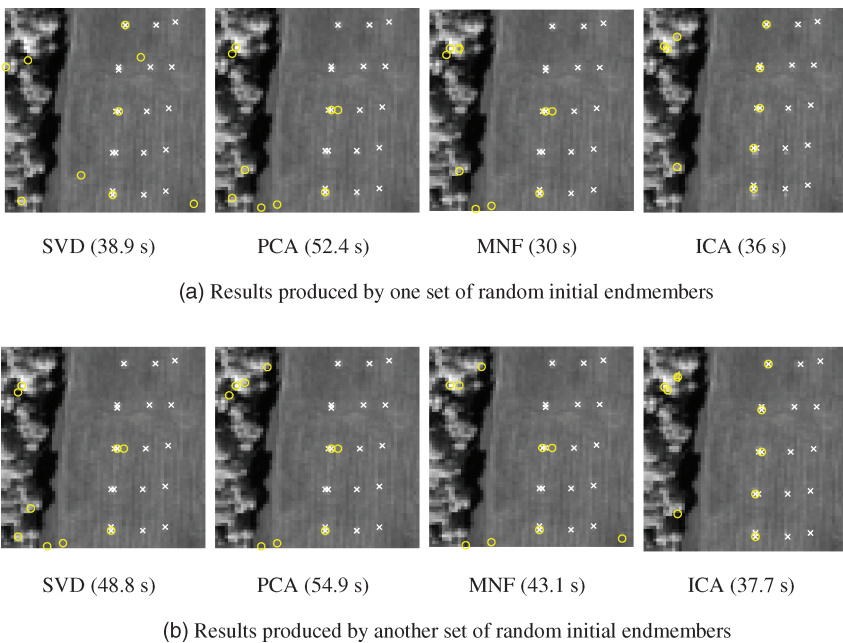 SVD (38.9 s) PCA (52.4 s) MNF (30 s) ICA (36 s)
(a) Results produced by one set of random initial endmembers
SVD (48.8 s) PCA (54.9 s) MNF (43.1 s) ICA (37.7 s)
(b) Results produced by another set of random initial endmembers